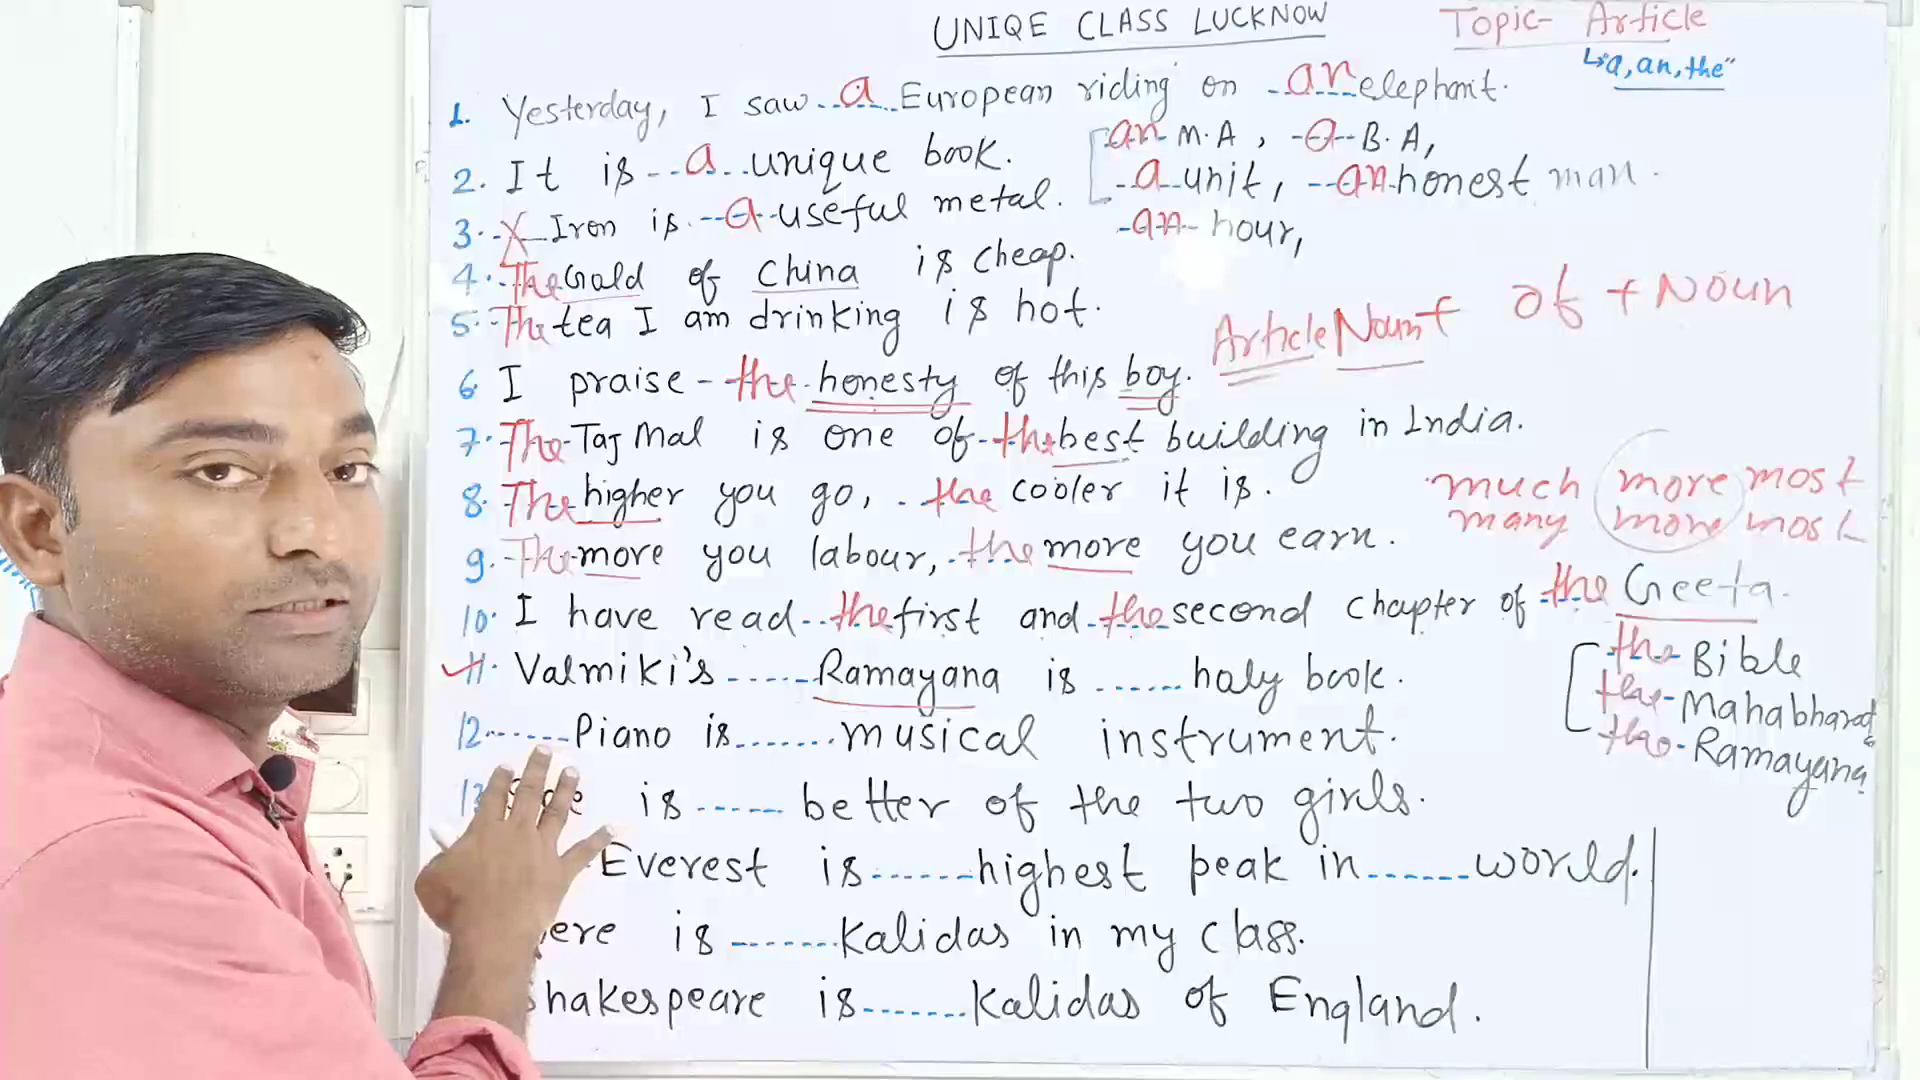 UNIQE CLASS LUCKNOW
Topic- Article
↳a, an, the"
1. Yesterday, I saw...a...European riding on -an...elephant.
2. It is --a..unique book.
an- M.A, -a-- B.A,
--a- unit, --an-honest man.
3.-X-Iron is.--a--useful metal.
-an- hour,
4.-The Gold of China is cheap.
5.-The tea I am drinking is hot.
Article Noun+ of + Noun
6. I praise - the -honesty of this boy.
7. The-Taj Mal is one of-the best building in India.
8. The higher you go, -the cooler it is.
much more most
many more most
9. The more you labour, -the more you earn.
10. I have read..the first and the second chapter of the Geeta.
the- Bible
the- Mahabharat
the- Ramayana
11. Valmiki's ...... Ramayana is ...... holy book.
12....... Piano is....... musical instrument.
is ...... better of the two girls.
Everest is.......highest peak in......world.
ere is .......Kalidas in my class.
hakespeare is.......Kalidas of England.